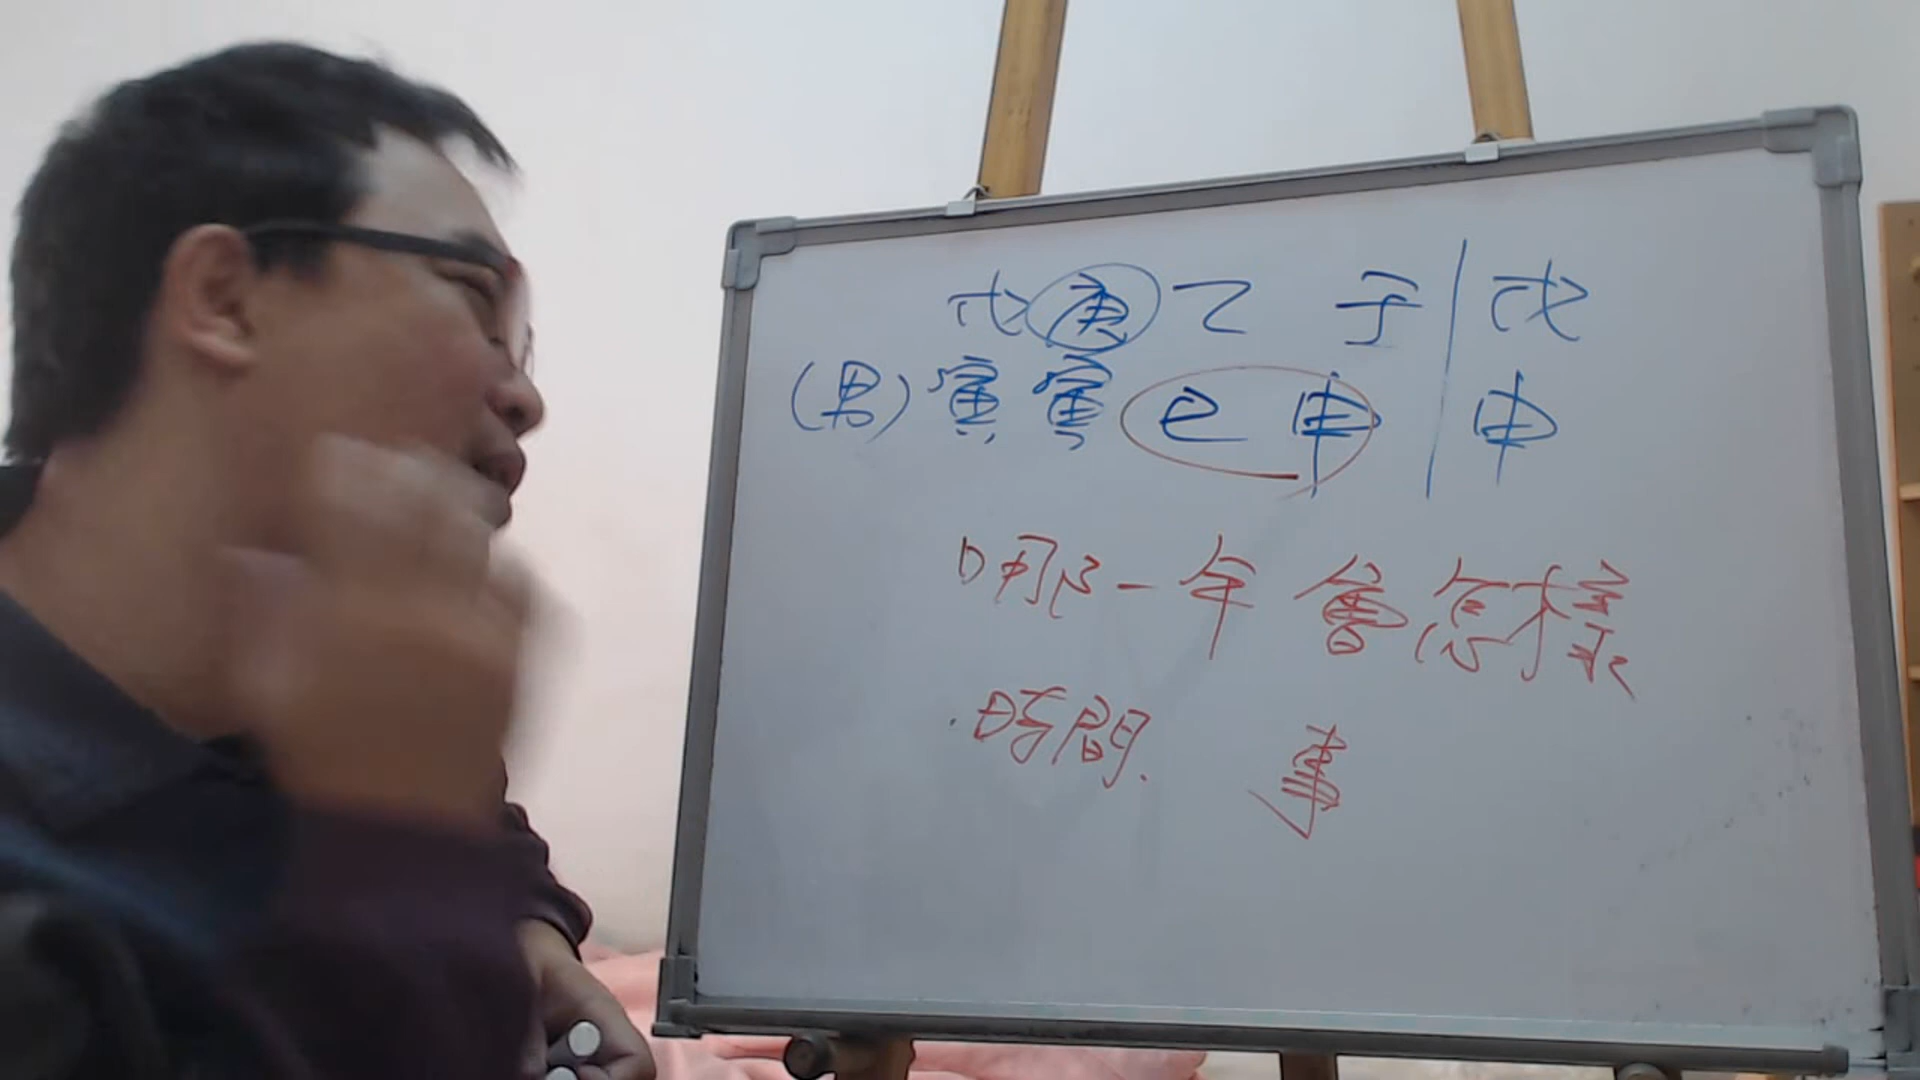 戊庚乙壬戊
(男)寅寅巳申申
哪一年會怎樣
時間. 事